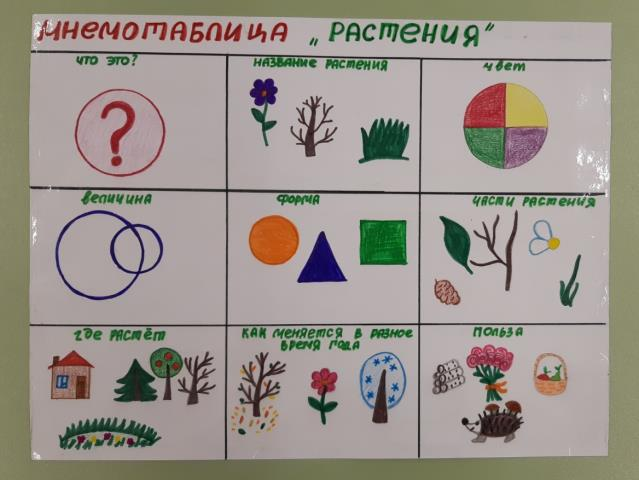 МНЕМОТАБЛИЦА „РАСТЕНИЯ"
ЧТО ЭТО?
НАЗВАНИЕ РАСТЕНИЯ
ЦВЕТ
?
ВЕЛИЧИНА
ФОРМА
ЧАСТИ РАСТЕНИЯ
ГДЕ РАСТЁТ
КАК МЕНЯЕТСЯ В РАЗНОЕ
ВРЕМЯ ГОДА
ПОЛЬЗА